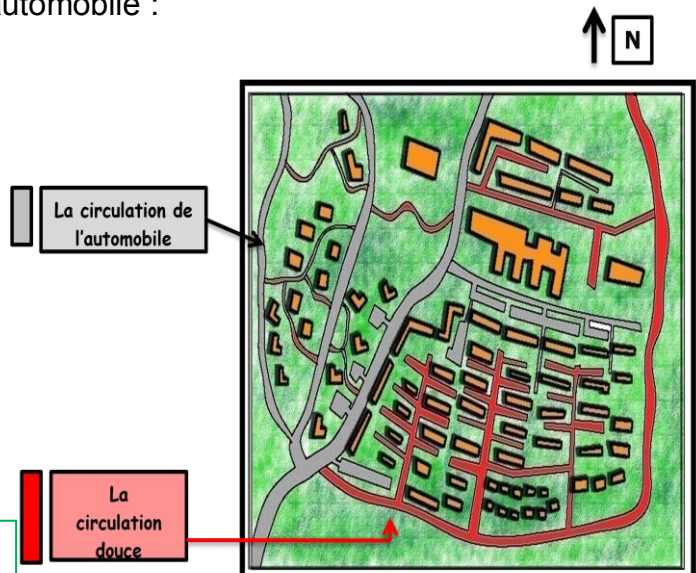 automobile :
N
La circulation de
l'automobile
La
circulation
douce